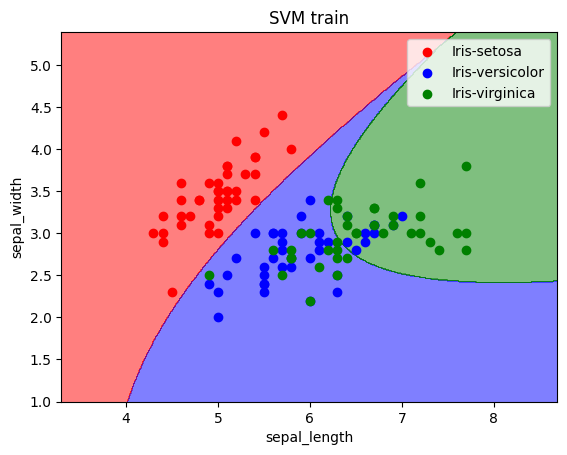 SVM train
Iris-setosa
Iris-versicolor
Iris-virginica
sepal_width
5.0
4.5
4.0
3.5
3.0
2.5
2.0
1.5
1.0
4 5 6 7 8
sepal_length